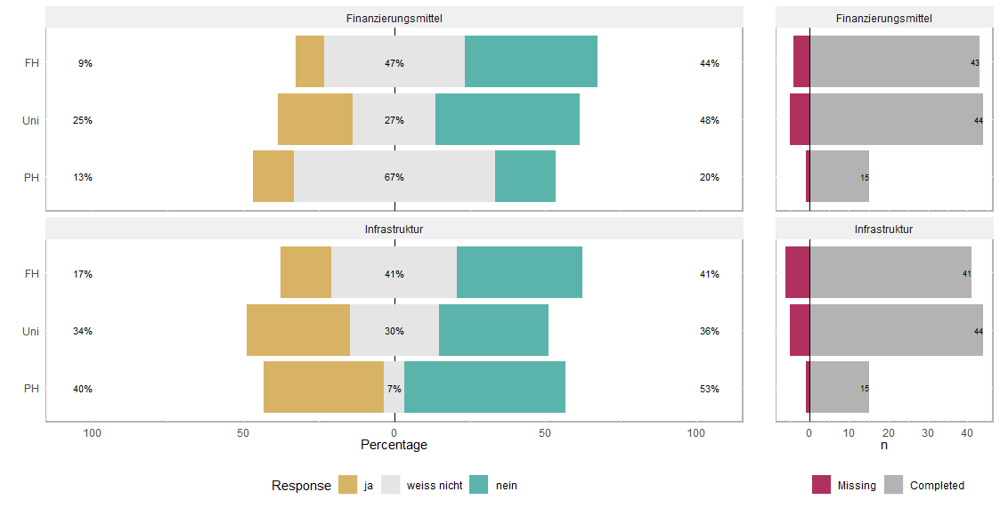 Finanzierungsmittel Finanzierungsmittel
FH 9% 47% 44% 43
Uni 25% 27% 48% 44
PH 13% 67% 20% 15
Infrastruktur Infrastruktur
FH 17% 41% 41% 41
Uni 34% 30% 36% 44
PH 40% 7% 53% 15
100 50 0 50 100 0 10 20 30 40
Percentage n
Response ja weiss nicht nein Missing Completed